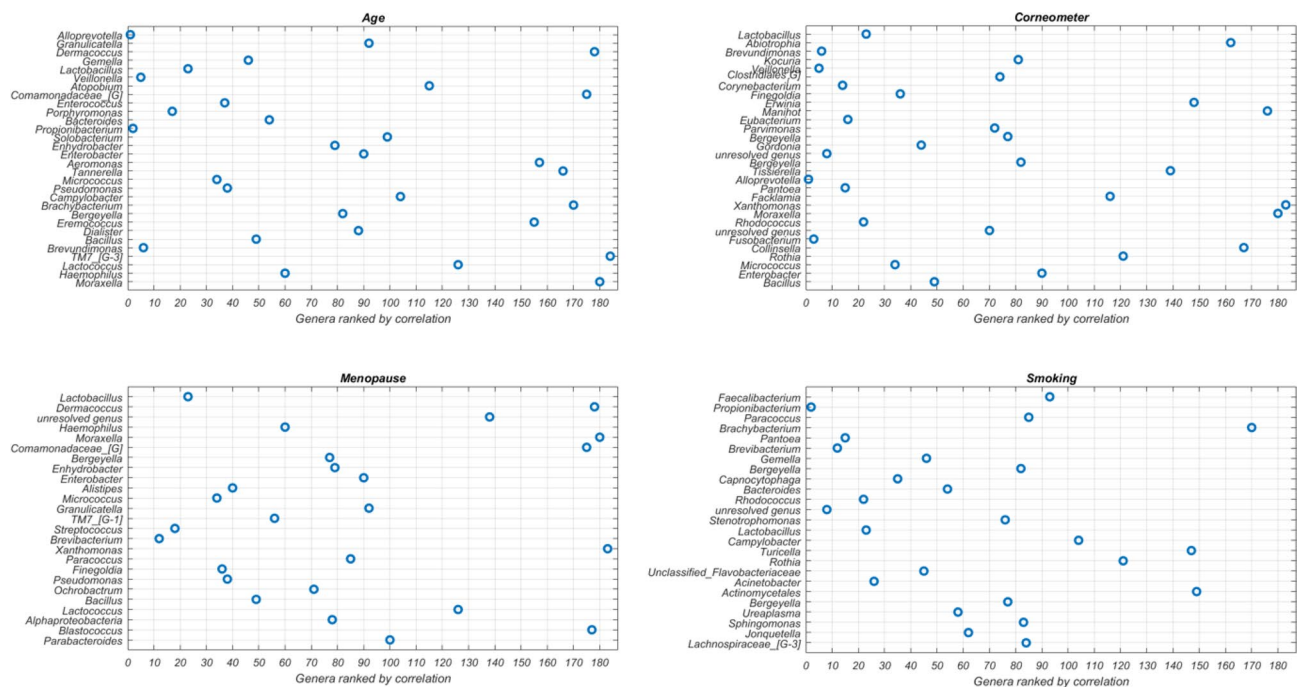 Age
Alloprevotella
Granulicatella
Dermacoccus
Gemella
Lactobacillus
Veillonella
Atopobium
Comamonadaceae_[G]
Enterococcus
Porphyromonas
Bacteroides
Propionibacterium
Solobacterium
Enhydrobacter
Enterobacter
Aeromonas
Tannerella
Micrococcus
Pseudomonas
Campylobacter
Brachybacterium
Bergeyella
Eremococcus
Dialister
Bacillus
Brevundimonas
TM7_[G-3]
Lactococcus
Haemophilus
Moraxella
0 10 20 30 40 50 60 70 80 90 100 110 120 130 140 150 160 170 180
Genera ranked by correlation
Corneometer
Lactobacillus
Abiotrophia
Brevundimonas
Kocuria
Veillonella
Clostridiales_[G]
Corynebacterium
Finegoldia
Erwinia
Manihot
Eubacterium
Parvimonas
Bergeyella
Gordonia
unresolved genus
Bergeyella
Tissierella
Alloprevotella
Pantoea
Facklamia
Xanthomonas
Moraxella
Rhodococcus
unresolved genus
Fusobacterium
Collinsella
Rothia
Micrococcus
Enterobacter
Bacillus
0 10 20 30 40 50 60 70 80 90 100 110 120 130 140 150 160 170 180
Genera ranked by correlation
Menopause
Lactobacillus
Dermacoccus
unresolved genus
Haemophilus
Moraxella
Comamonadaceae_[G]
Bergeyella
Enhydrobacter
Enterobacter
Alistipes
Micrococcus
Granulicatella
TM7_[G-1]
Streptococcus
Brevibacterium
Xanthomonas
Paracoccus
Finegoldia
Pseudomonas
Ochrobactrum
Bacillus
Lactococcus
Alphaproteobacteria
Blastococcus
Parabacteroides
0 10 20 30 40 50 60 70 80 90 100 110 120 130 140 150 160 170 180
Genera ranked by correlation
Smoking
Faecalibacterium
Propionibacterium
Paracoccus
Brachybacterium
Pantoea
Brevibacterium
Gemella
Bergeyella
Capnocytophaga
Bacteroides
Rhodococcus
unresolved genus
Stenotrophomonas
Lactobacillus
Campylobacter
Turicella
Rothia
Unclassified_Flavobacteriaceae
Acinetobacter
Actinomycetales
Bergeyella
Ureaplasma
Sphingomonas
Jonquetella
Lachnospiraceae_[G-3]
0 10 20 30 40 50 60 70 80 90 100 110 120 130 140 150 160 170 180
Genera ranked by correlation